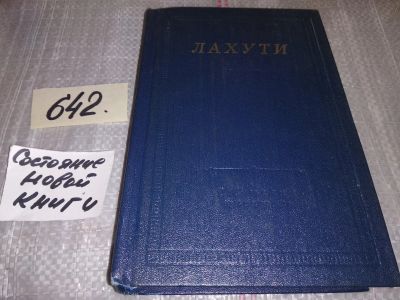 ЛАХУТИ
642.
Состояние
новой
книги